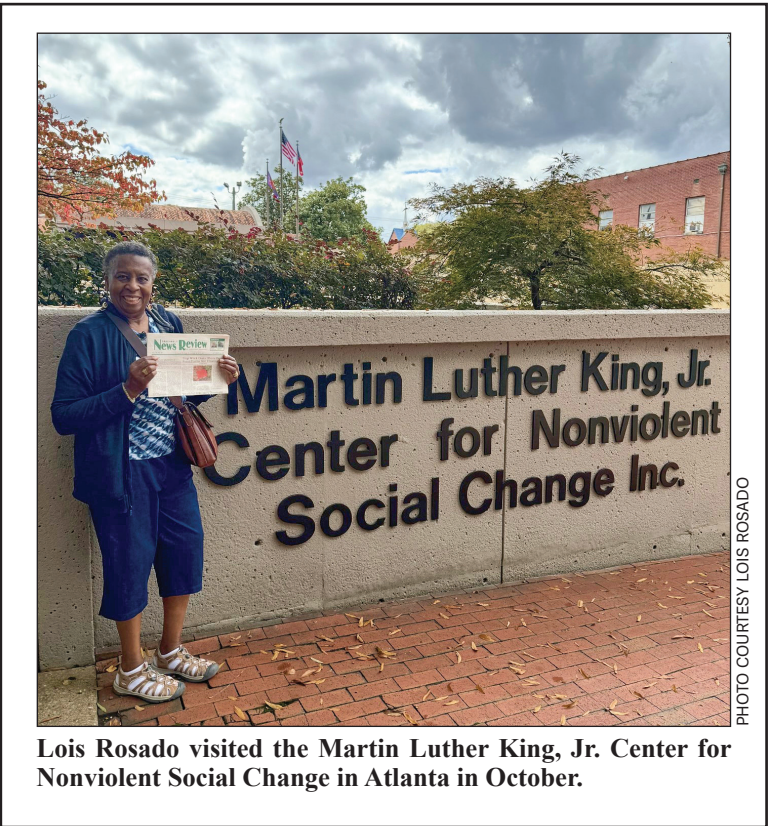 News Review
Martin Luther King, Jr.
Center for Nonviolent
Social Change Inc.
PHOTO COURTESY LOIS ROSADO
Lois Rosado visited the Martin Luther King, Jr. Center for
Nonviolent Social Change in Atlanta in October.